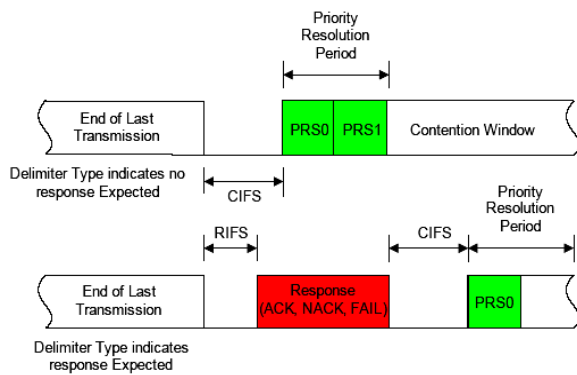 Priority
Resolution
Period
End of Last
Transmission
PRS0
PRS1
Contention Window
Delimiter Type indicates no
response Expected
CIFS
Priority
Resolution
Period
RIFS
CIFS
End of Last
Transmission
Response
(ACK, NACK, FAIL)
PRS0
Delimiter Type indicates
response Expected